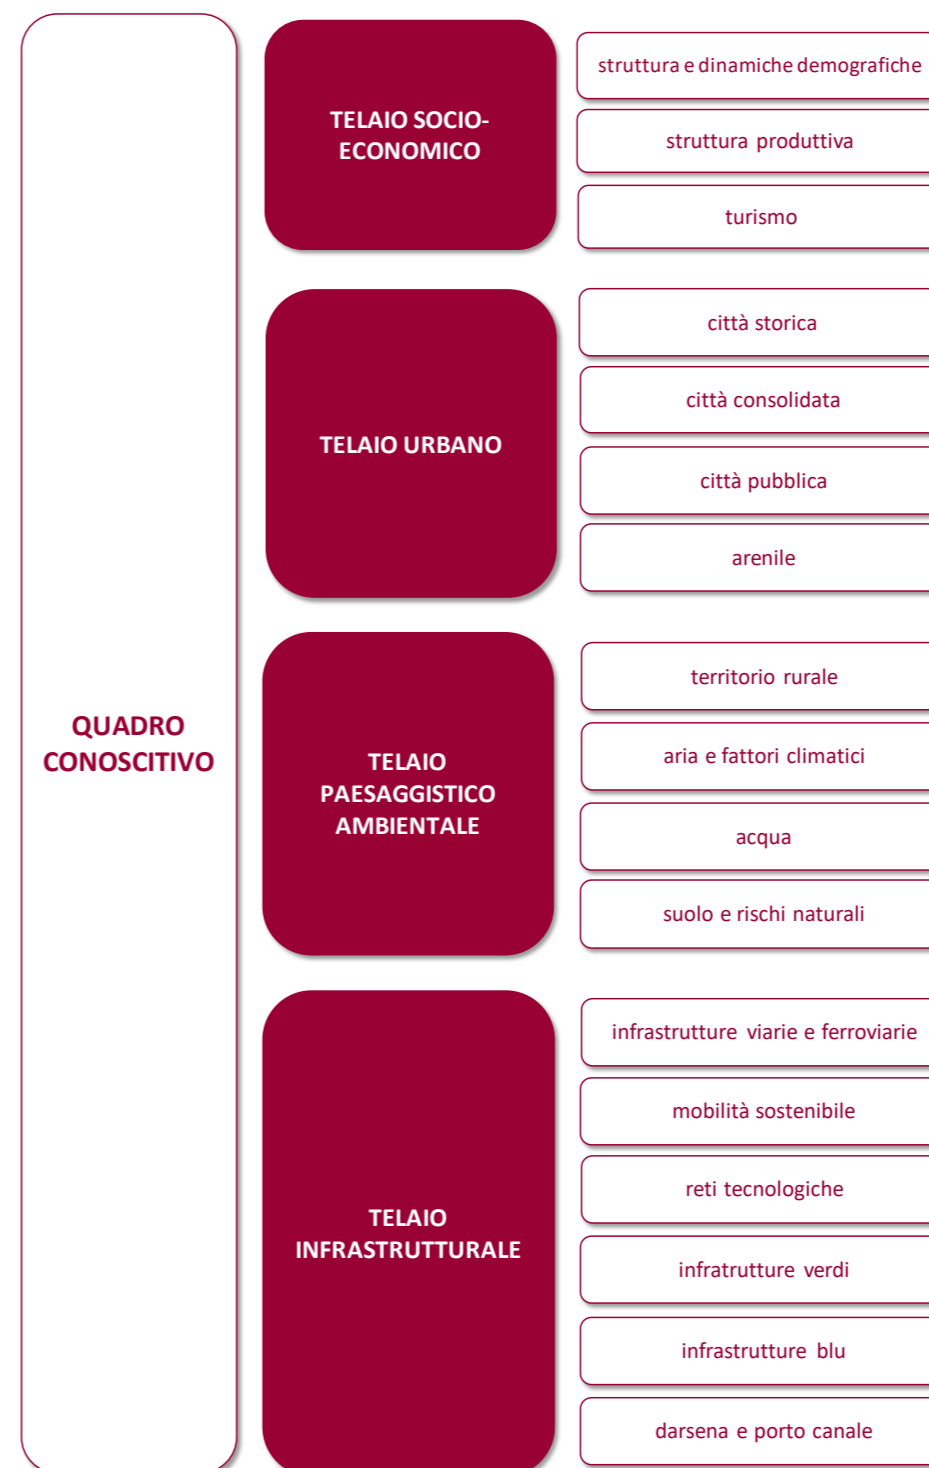 QUADRO
CONOSCITIVO
TELAIO SOCIO-
ECONOMICO
struttura e dinamiche demografiche
struttura produttiva
turismo
TELAIO URBANO
città storica
città consolidata
città pubblica
arenile
TELAIO
PAESAGGISTICO
AMBIENTALE
territorio rurale
aria e fattori climatici
acqua
suolo e rischi naturali
TELAIO
INFRASTRUTTURALE
infrastrutture viarie e ferroviarie
mobilità sostenibile
reti tecnologiche
infratrutture verdi
infrastrutture blu
darsena e porto canale